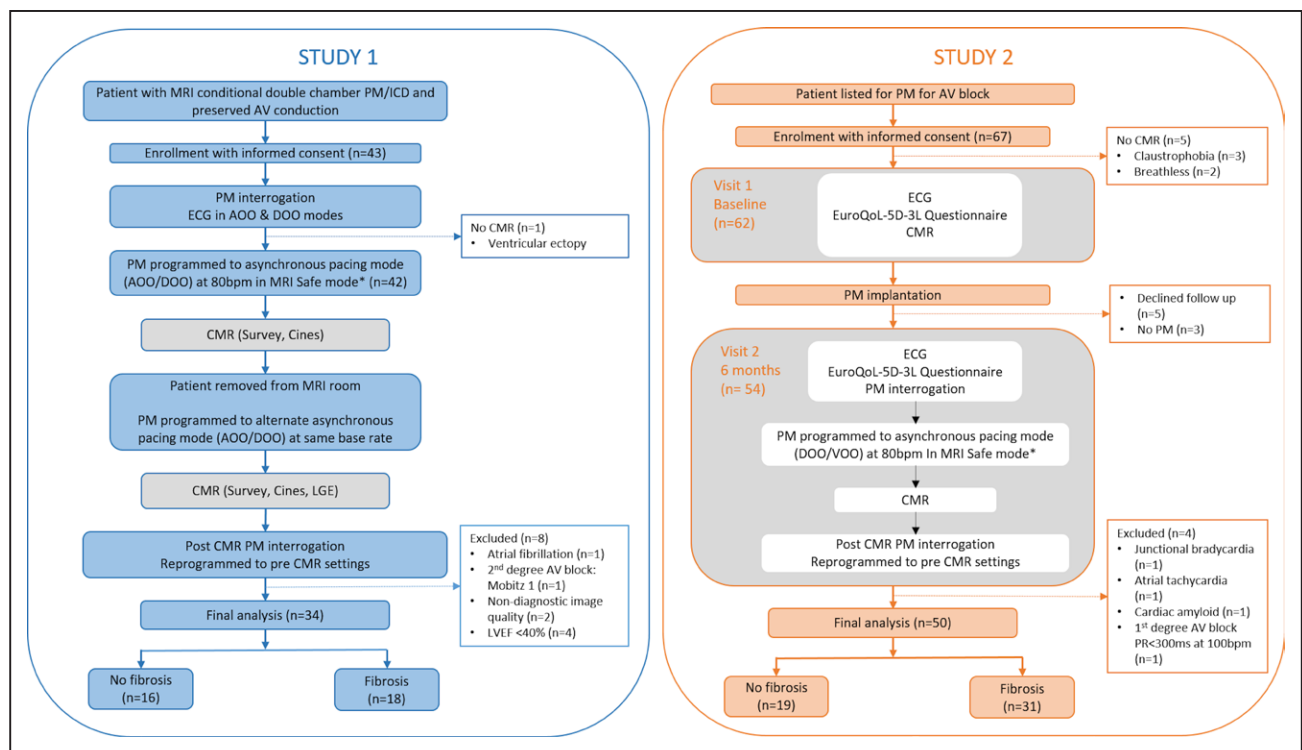 STUDY 1
Patient with MRI conditional double chamber PM/ICD and
preserved AV conduction
Enrollment with informed consent (n=43)
PM interrogation
ECG in AOO & DOO modes
No CMR (n=1)
• Ventricular ectopy
PM programmed to asynchronous pacing mode
(AOO/DOO) at 80bpm in MRI Safe mode* (n=42)
CMR (Survey, Cines)
Patient removed from MRI room
PM programmed to alternate asynchronous
pacing mode (AOO/DOO) at same base rate
CMR (Survey, Cines, LGE)
Post CMR PM interrogation
Reprogrammed to pre CMR settings
Excluded (n=8)
• Atrial fibrillation (n=1)
• 2nd degree AV block:
Mobitz 1 (n=1)
• Non-diagnostic image
quality (n=2)
• LVEF <40% (n=4)
Final analysis (n=34)
No fibrosis
(n=16)
Fibrosis
(n=18)
STUDY 2
Patient listed for PM for AV block
Enrolment with informed consent (n=67)
No CMR (n=5)
• Claustrophobia (n=3)
• Breathless (n=2)
Visit 1
Baseline
(n=62)
ECG
EuroQoL-5D-3L Questionnaire
CMR
PM implantation
• Declined follow up
(n=5)
• No PM (n=3)
Visit 2
6 months
(n= 54)
ECG
EuroQoL-5D-3L Questionnaire
PM interrogation
PM programmed to asynchronous pacing mode
(DOO/VOO) at 80bpm In MRI Safe mode*
CMR
Post CMR PM interrogation
Reprogrammed to pre CMR settings
Excluded (n=4)
• Junctional bradycardia
(n=1)
• Atrial tachycardia
(n=1)
• Cardiac amyloid (n=1)
• 1st degree AV block
PR<300ms at 100bpm
(n=1)
Final analysis (n=50)
No fibrosis
(n=19)
Fibrosis
(n=31)